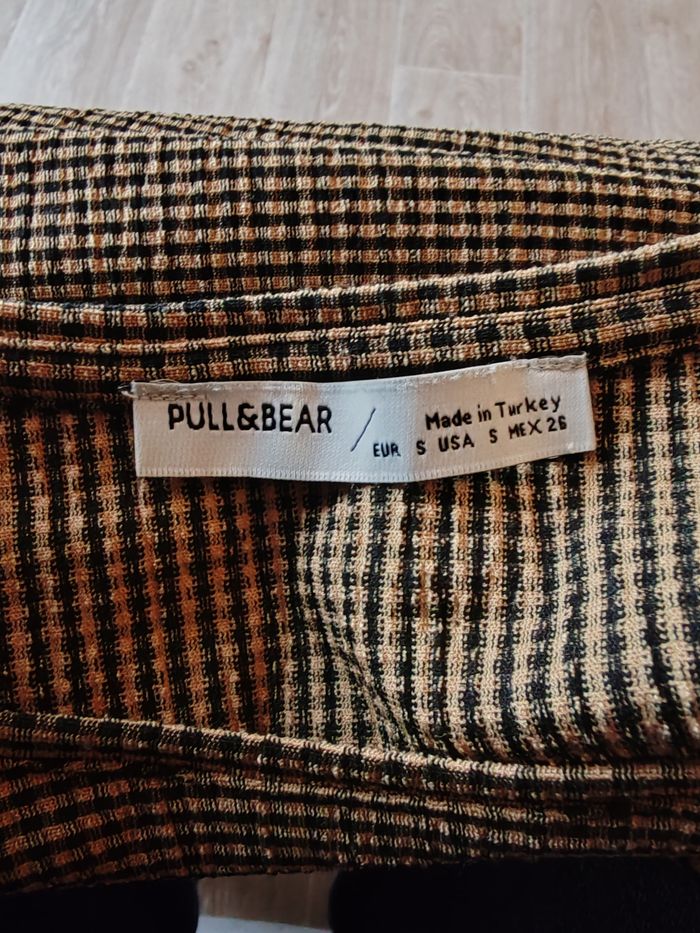 PULL&BEAR /
Made in Turkey
EUR S USA S MEX 26